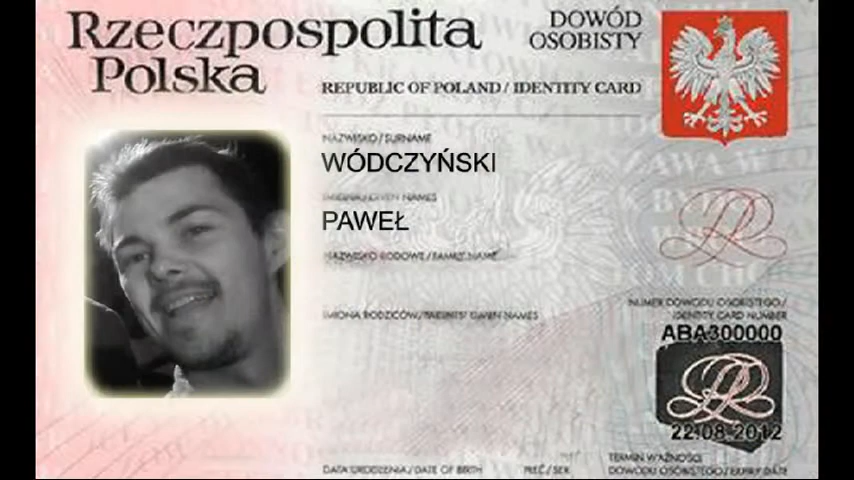 Rzeczpospolita
Polska
DOWÓD
OSOBISTY
REPUBLIC OF POLAND / IDENTITY CARD
NAZWISKO / SURNAME
WÓDCZYŃSKI
NAMES
PAWEŁ
NAZWISKO RODOWE / FAMILY NAME
IMIONA RODZICÓW / PARENTS' GIVEN NAMES
NUMER DOWODU OSOBISTEGO /
IDENTITY CARD NUMBER
ABA300000
22.08.2012
DATA URODZENIA / DATE OF BIRTH
PŁEĆ / SEX
TERMIN WAŻNOŚCI
DOWODU OSOBISTEGO / EXPIRY DATE